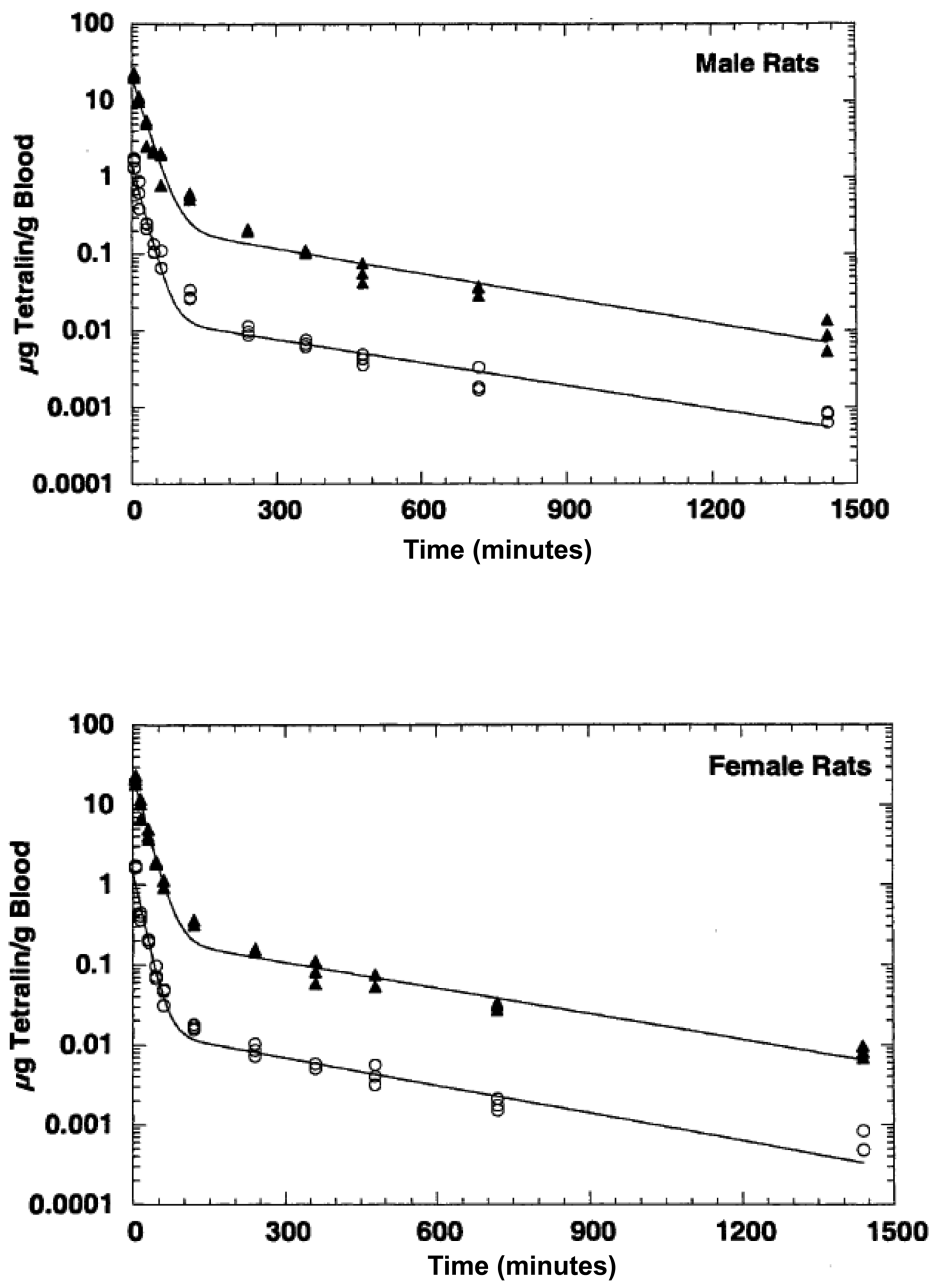 100
Male Rats
10
1
0.1
0.01
0.001
0.0001
µg Tetralin/g Blood
0 300 600 900 1200 1500
Time (minutes)
100
Female Rats
10
1
0.1
0.01
0.001
0.0001
µg Tetralin/g Blood
0 300 600 900 1200 1500
Time (minutes)